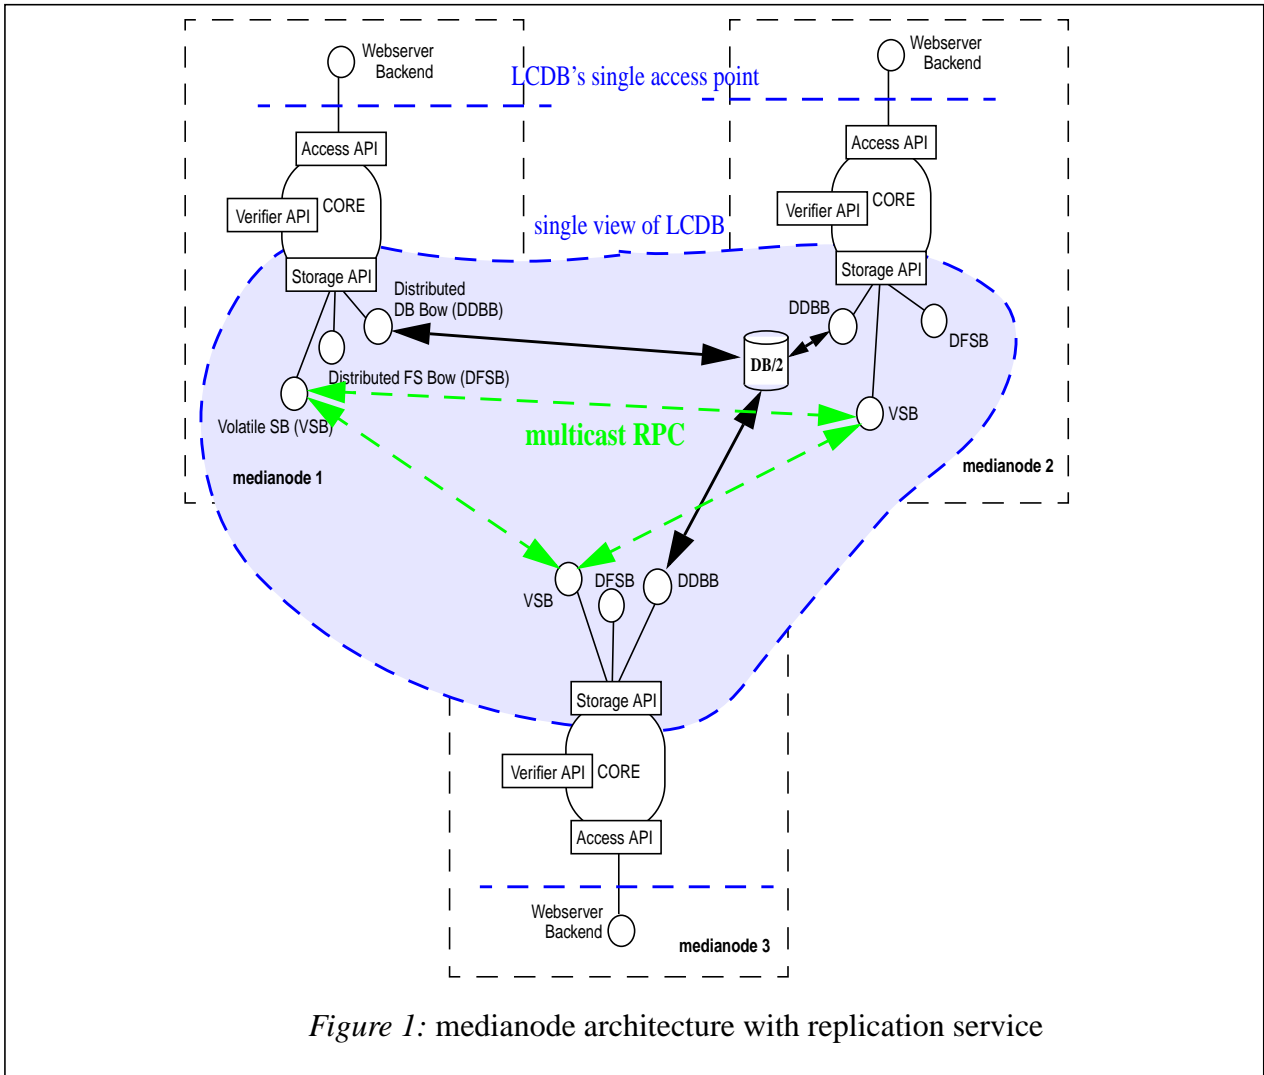 Webserver
Backend
LCDB's single access point
Webserver
Backend
Access API
Access API
Verifier API
CORE
Verifier API
CORE
single view of LCDB
Storage API
Storage API
Distributed
DB Bow (DDBB)
DDBB
DFSB
DB/2
Distributed FS Bow (DFSB)
Volatile SB (VSB)
VSB
multicast RPC
medianode 1
medianode 2
VSB
DFSB
DDBB
Storage API
Verifier API
CORE
Access API
Webserver
Backend
medianode 3
Figure 1: medianode architecture with replication service